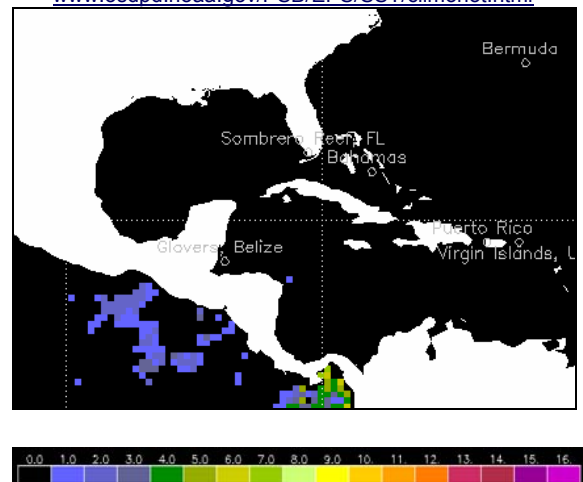 Bermuda
Sombrero Reef, FL
Bahamas
Puerto Rico
Glovers, Belize
Virgin Islands, U
0.0 1.0 2.0 3.0 4.0 5.0 6.0 7.0 8.0 9.0 10. 11. 12. 13. 14. 15. 16.